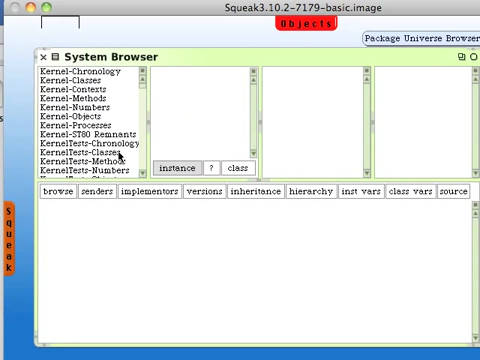 Squeak3.10.2-7179-basic.image
Objects
Package Universe Browser
System Browser
Kernel-Chronology
Kernel-Classes
Kernel-Contexts
Kernel-Methods
Kernel-Numbers
Kernel-Objects
Kernel-Processes
Kernel-ST80 Remnants
KernelTests-Chronology
KernelTests-Classes
KernelTests-Methods
KernelTests-Numbers
instance ? class
browse senders implementors versions inheritance hierarchy inst vars class vars source
Squeak